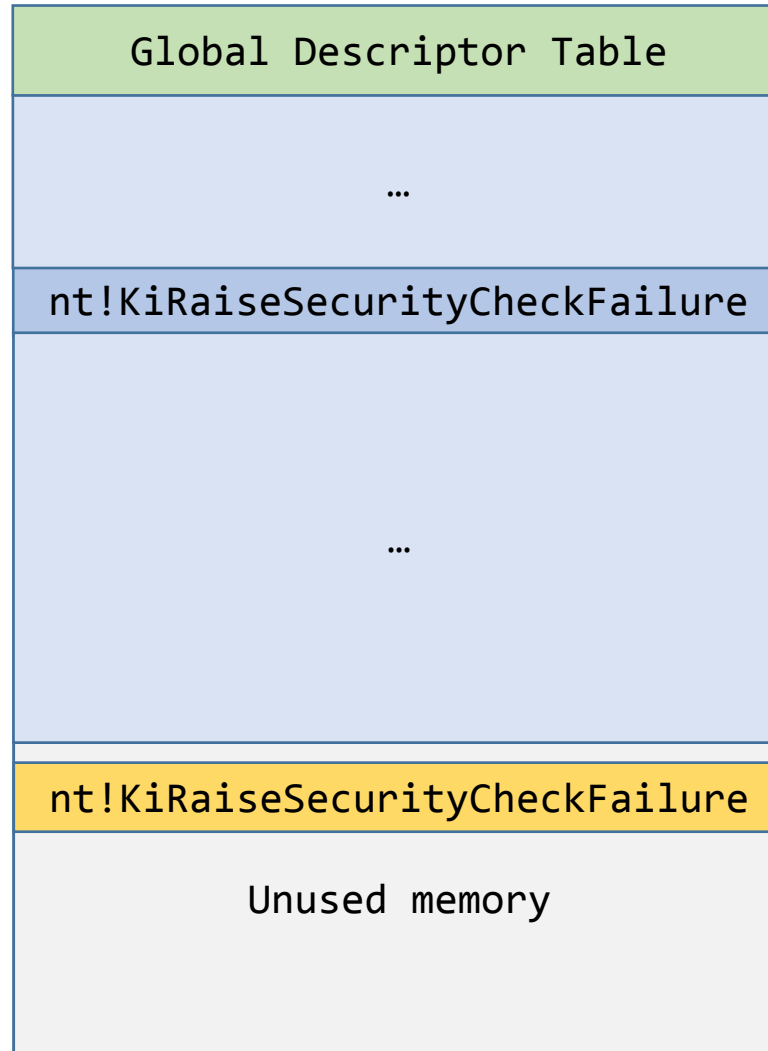 Global Descriptor Table
…
nt!KiRaiseSecurityCheckFailure
…
nt!KiRaiseSecurityCheckFailure
Unused memory